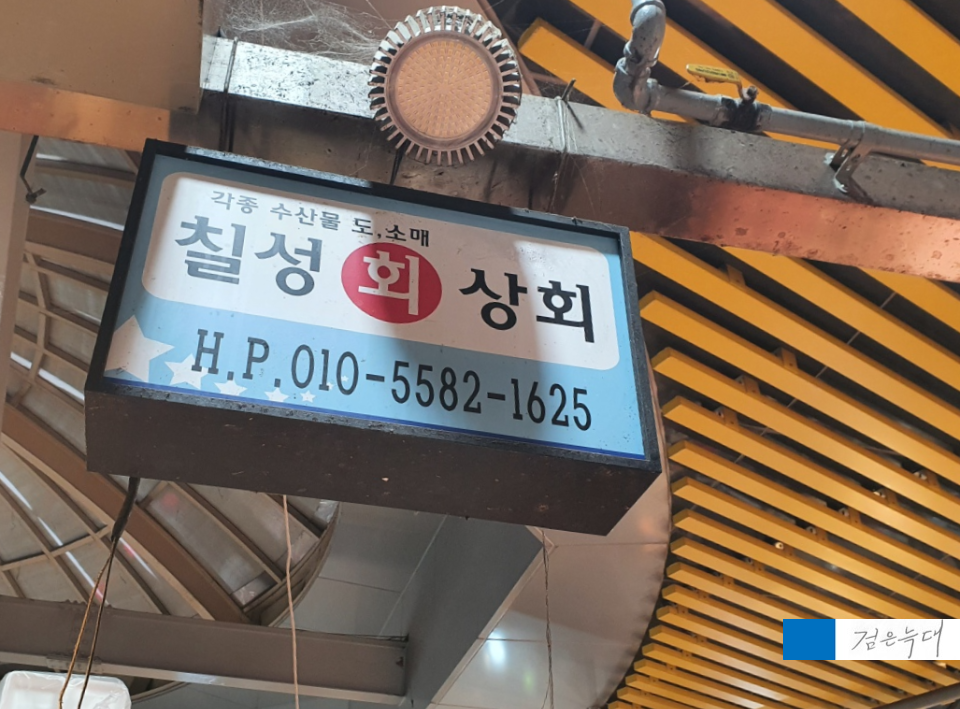 각종 수산물 도,소매
칠성 회 상회
H.P.010-5582-1625
검은늑대